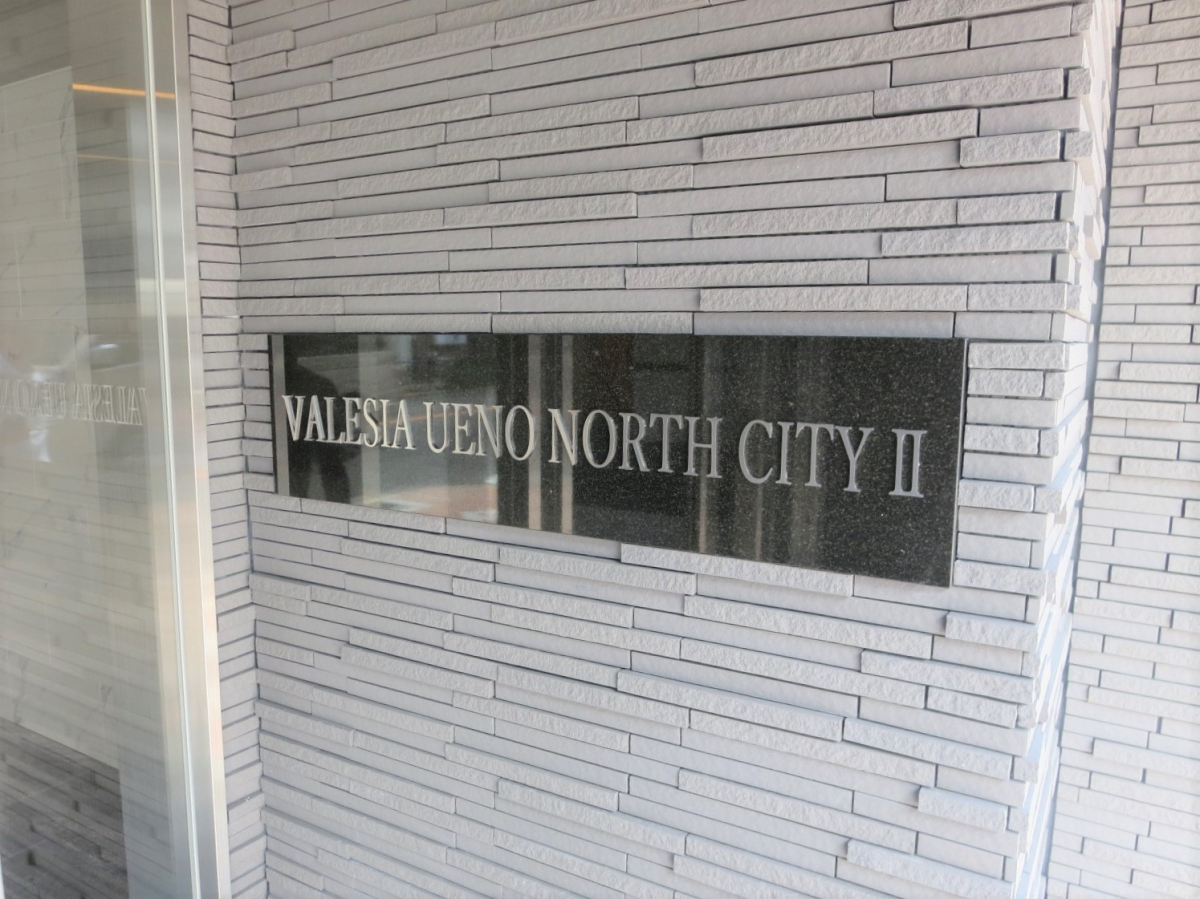 VALESIA UENO NORTH CITY Ⅱ